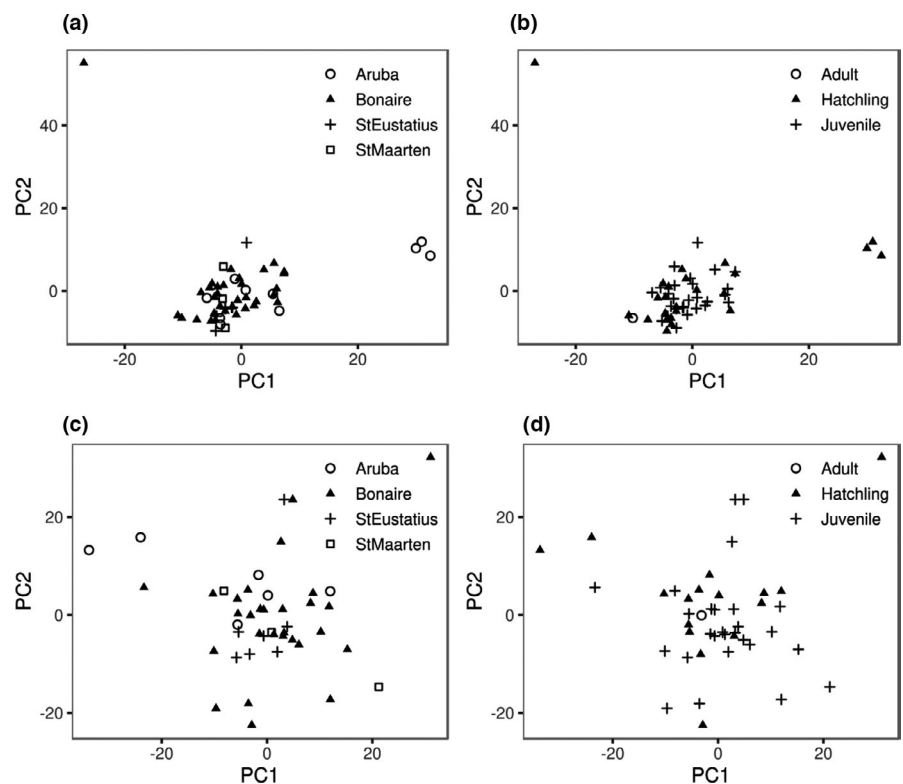 (a)
Aruba
Bonaire
StEustatius
StMaarten
40
20
0
PC2
-20
0
20
PC1
(b)
Adult
Hatchling
Juvenile
40
20
0
PC2
-20
0
20
PC1
(c)
Aruba
Bonaire
StEustatius
StMaarten
20
0
-20
PC2
-20
0
20
PC1
(d)
Adult
Hatchling
Juvenile
20
0
-20
PC2
-20
0
20
PC1